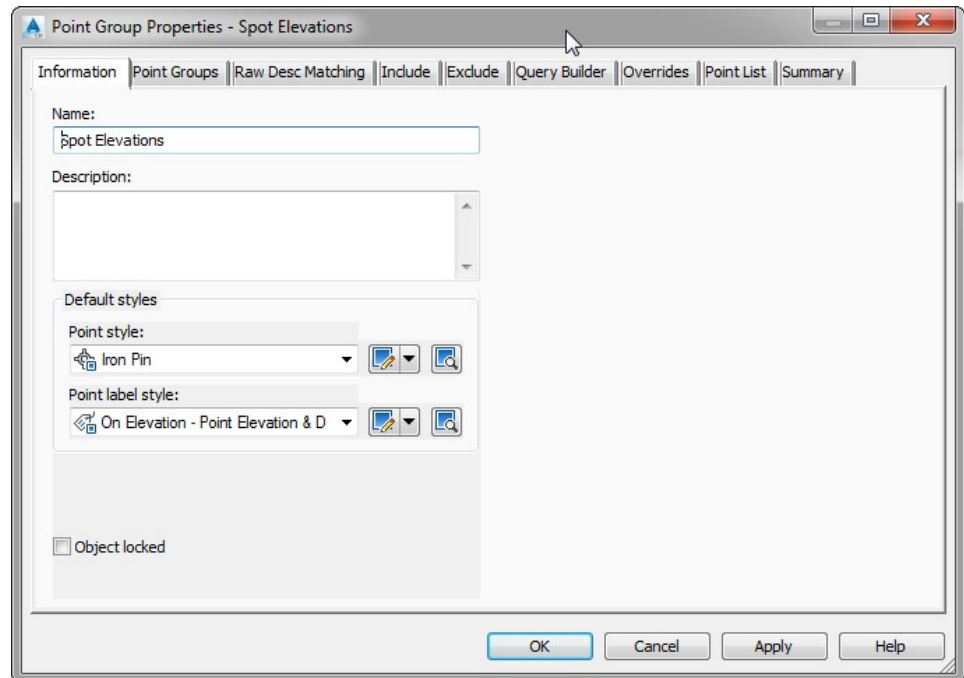 Point Group Properties - Spot Elevations
Information Point Groups Raw Desc Matching Include Exclude Query Builder Overrides Point List Summary
Name:
Spot Elevations
Description:
Default styles
Point style:
Iron Pin
Point label style:
On Elevation - Point Elevation & D
Object locked
OK Cancel Apply Help